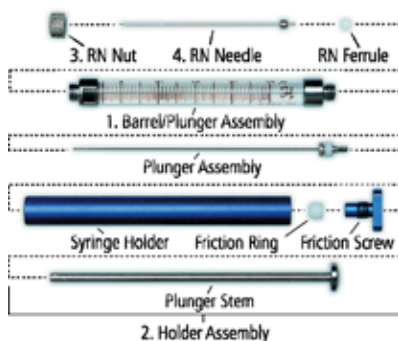 3. RN Nut 4. RN Needle RN Ferrule
1. Barrel/Plunger Assembly
Plunger Assembly
Syringe Holder Friction Ring Friction Screw
Plunger Stem
2. Holder Assembly